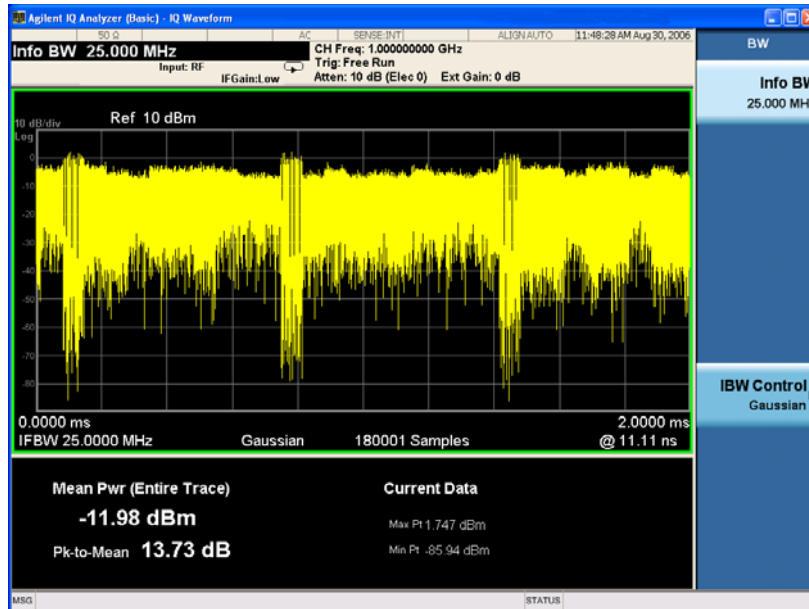 Agilent IQ Analyzer (Basic) - IQ Waveform
50 Ω AC SENSE:INT ALIGN AUTO 11:48:28 AM Aug 30, 2006
BW
Info BW 25.000 MHz
CH Freq: 1.000000000 GHz
Input: RF
Trig: Free Run
IFGain:Low
Atten: 10 dB (Elec 0) Ext Gain: 0 dB
Info BW
25.000 MH
10 dB/div
Log
Ref 10 dBm
0
-10
-20
-30
-40
-50
-60
-70
-80
IBW Control
Gaussian
0.0000 ms 2.0000 ms
IFBW 25.0000 MHz Gaussian 180001 Samples @ 11.11 ns
Mean Pwr (Entire Trace)
-11.98 dBm
Pk-to-Mean 13.73 dB
Current Data
Max Pt 1.747 dBm
Min Pt -85.94 dBm
MSG STATUS